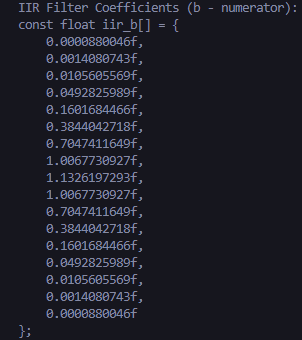 IIR Filter Coefficients (b - numerator):
const float iir_b[] = {
0.0000880046f,
0.0014080743f,
0.0105605569f,
0.0492825989f,
0.1601684466f,
0.3844042718f,
0.7047411649f,
1.0067730927f,
1.1326197293f,
1.0067730927f,
0.7047411649f,
0.3844042718f,
0.1601684466f,
0.0492825989f,
0.0105605569f,
0.0014080743f,
0.0000880046f
};